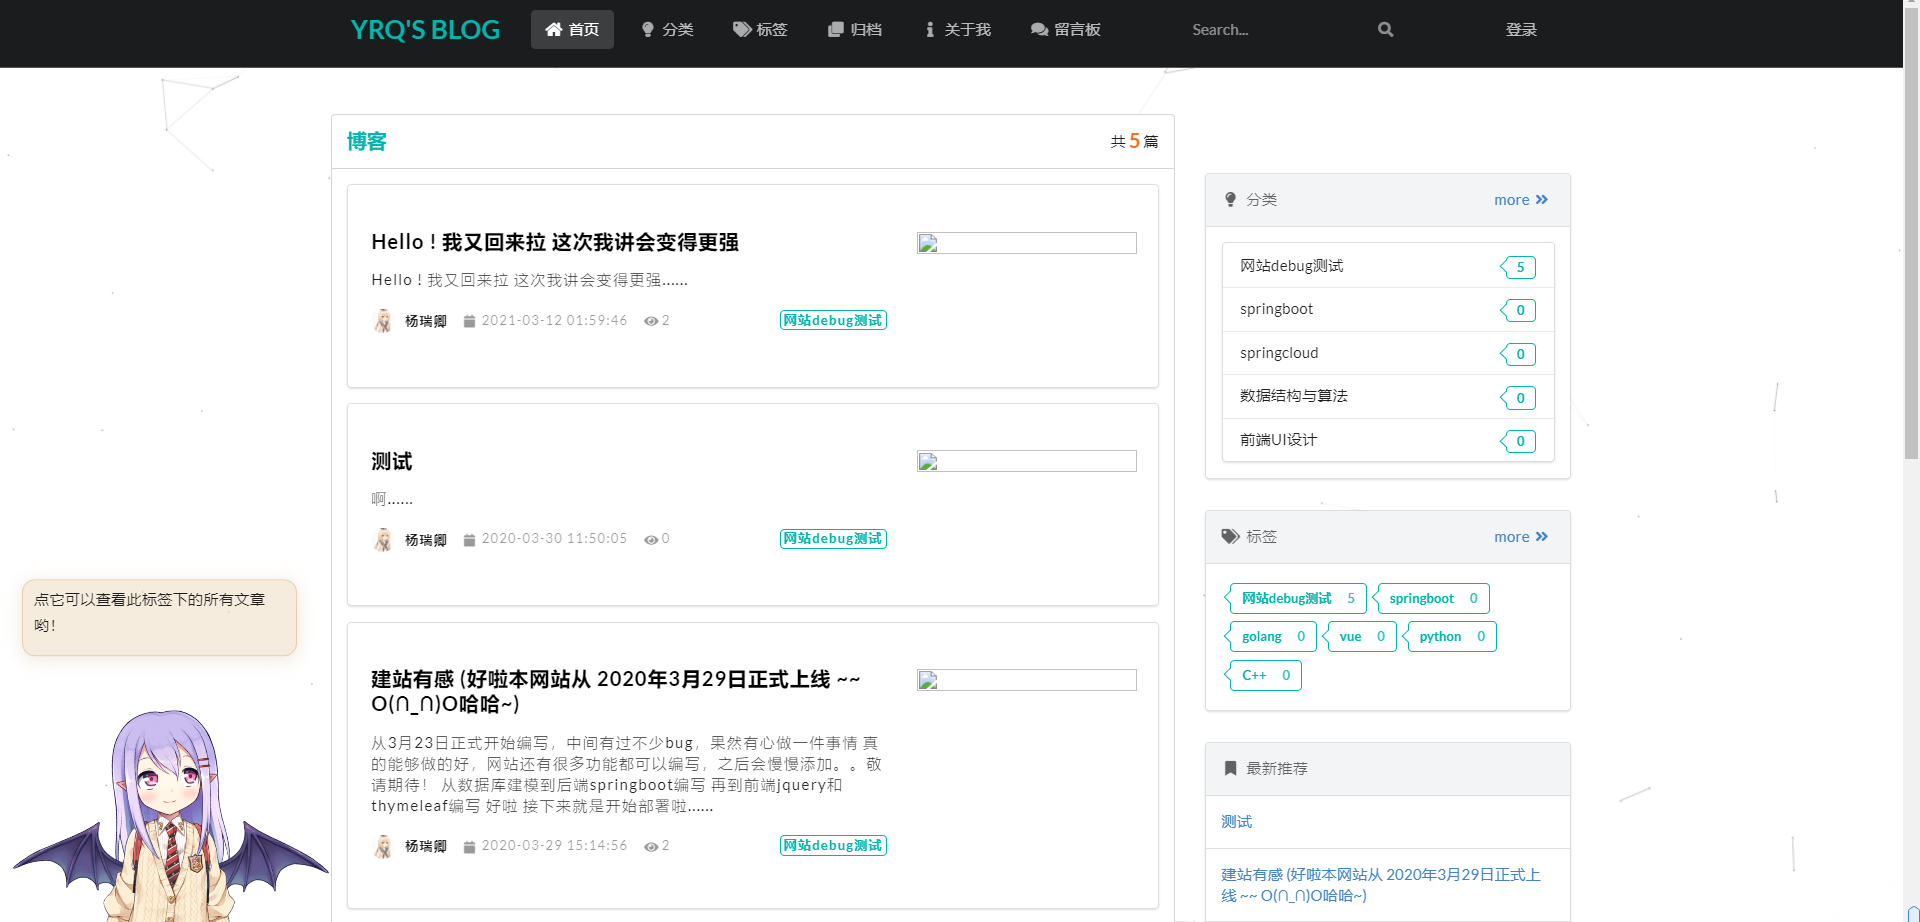 YRQ'S BLOG 首页 分类 标签 归档 关于我 留言板 Search... 登录
博客 共 5 篇
Hello ! 我又回来拉 这次我讲会变得更强
Hello ! 我又回来拉 这次我讲会变得更强......
杨瑞卿 2021-03-12 01:59:46 2 网站debug测试
测试
啊......
杨瑞卿 2020-03-30 11:50:05 0 网站debug测试
建站有感 (好啦本网站从 2020年3月29日正式上线 ~~
O(∩_∩)O哈哈~)
从3月23日正式开始编写，中间有过不少bug，果然有心做一件事情 真
的能够做的好，网站还有很多功能都可以编写，之后会慢慢添加。。敬
请期待！ 从数据库建模到后端springboot编写 再到前端jquery和
thymeleaf编写 好啦 接下来就是开始部署啦......
杨瑞卿 2020-03-29 15:14:56 2 网站debug测试
分类 more
网站debug测试 5
springboot 0
springcloud 0
数据结构与算法 0
前端UI设计 0
标签 more
网站debug测试 5 springboot 0
golang 0 vue 0 python 0
C++ 0
最新推荐
测试
建站有感 (好啦本网站从 2020年3月29日正式上
线 ~~ O(∩_∩)O哈哈~)
点它可以查看此标签下的所有文章
哟！